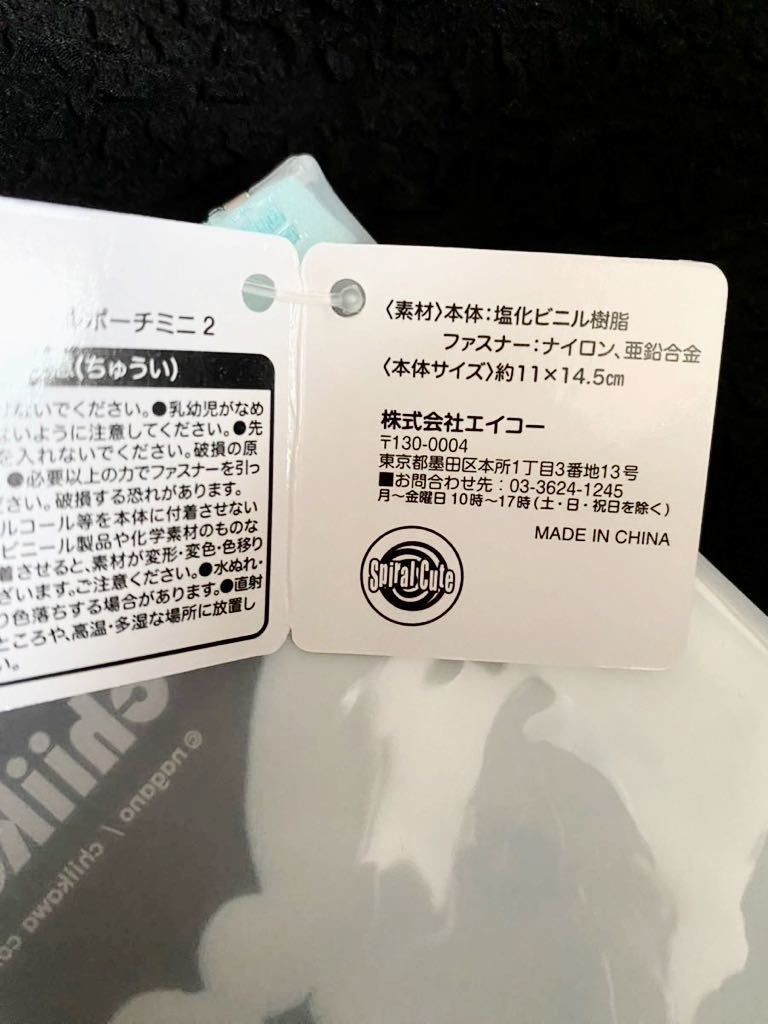 ルポーチミニ2
(ちゅうい)
けないでください。●乳幼児がなめ
ないように注意してください。●先
を入れないでください。破損の原
●必要以上の力でファスナーを引っ
ださい。破損する恐れがあります。
ルコール等を本体に付着させない
ビニール製品や化学素材のものな
着させると、素材が変形・変色・色移り
ざいます。ご注意ください。●水ぬれ・
り色落ちする場合があります。●直射
ところや、高温・多湿な場所に放置し
い。
〈素材〉本体:塩化ビニル樹脂
ファスナー:ナイロン、亜鉛合金
〈本体サイズ〉約11×14.5㎝
株式会社エイコー
〒130-0004
東京都墨田区本所1丁目3番地13号
■お問合わせ先:03-3624-1245
月〜金曜日10時〜17時(土・日・祝日を除く)
MADE IN CHINA
Spiral Cute
chiik
© nagano / chiikawa co